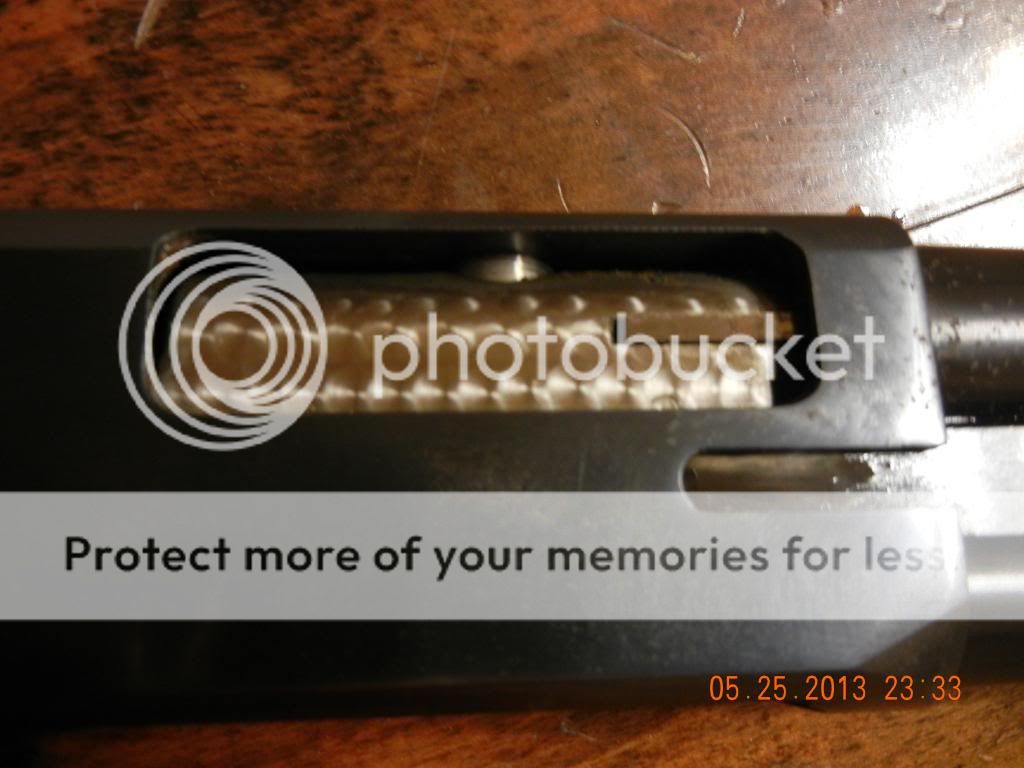 photobucket
Protect more of your memories for less.
05.25.2013 23:33